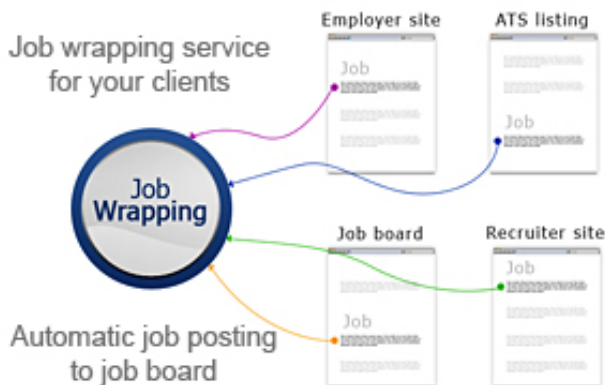 Job wrapping service
for your clients
Employer site
Job
ATS listing
Job
Job
Wrapping
Job board
Job
Recruiter site
Job
Automatic job posting
to job board